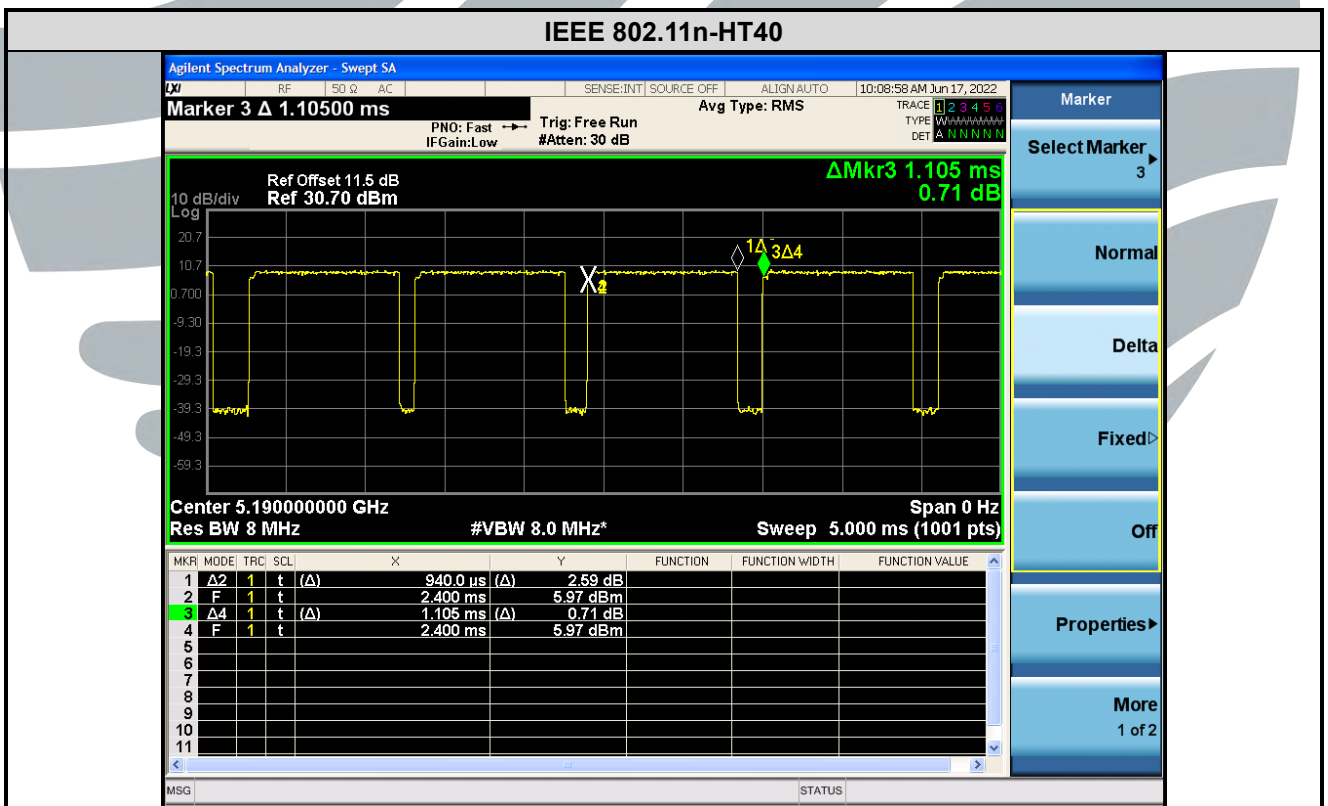 IEEE 802.11n-HT40
Agilent Spectrum Analyzer - Swept SA
LXI RF 50 Ω AC SENSE:INT SOURCE OFF ALIGN AUTO 10:08:58 AM Jun 17, 2022
Marker 3 Δ 1.10500 ms
PNO: Fast
IFGain:Low
Trig: Free Run
#Atten: 30 dB
Avg Type: RMS
TRACE 1 2 3 4 5 6
TYPE W
DET A N N N N N
ΔMkr3 1.105 ms
0.71 dB
Ref Offset 11.5 dB
10 dB/div Ref 30.70 dBm
Log
20.7
10.7
0.700
-9.30
-19.3
-29.3
-39.3
-49.3
-59.3
1Δ 3Δ4
Center 5.190000000 GHz Span 0 Hz
Res BW 8 MHz #VBW 8.0 MHz* Sweep 5.000 ms (1001 pts)
MKR MODE TRC SCL X Y FUNCTION FUNCTION WIDTH FUNCTION VALUE
1 Δ2 1 t (Δ) 940.0 µs (Δ) 2.59 dB
2 F 1 t 2.400 ms 5.97 dBm
3 Δ4 1 t (Δ) 1.105 ms (Δ) 0.71 dB
4 F 1 t 2.400 ms 5.97 dBm
5
6
7
8
9
10
11
MSG STATUS
Marker
Select Marker
3
Normal
Delta
Fixed
Off
Properties
More
1 of 2